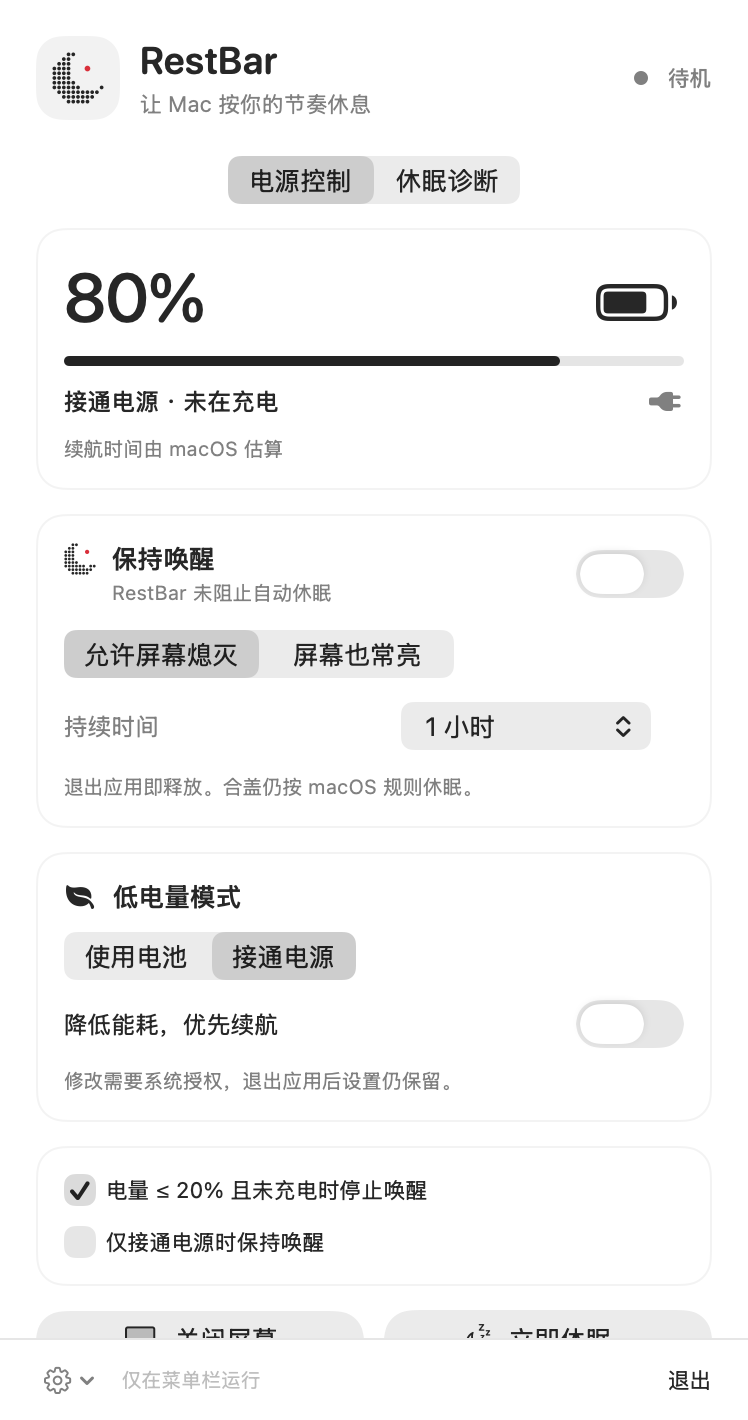 RestBar
让 Mac 按你的节奏休息
待机
电源控制
休眠诊断
80%
接通电源 · 未在充电
续航时间由 macOS 估算
保持唤醒
RestBar 未阻止自动休眠
允许屏幕熄灭
屏幕也常亮
持续时间
1 小时
退出应用即释放。合盖仍按 macOS 规则休眠。
低电量模式
使用电池
接通电源
降低能耗，优先续航
修改需要系统授权，退出应用后设置仍保留。
电量 ≤ 20% 且未充电时停止唤醒
仅接通电源时保持唤醒
关闭屏幕
立即休眠
仅在菜单栏运行
退出